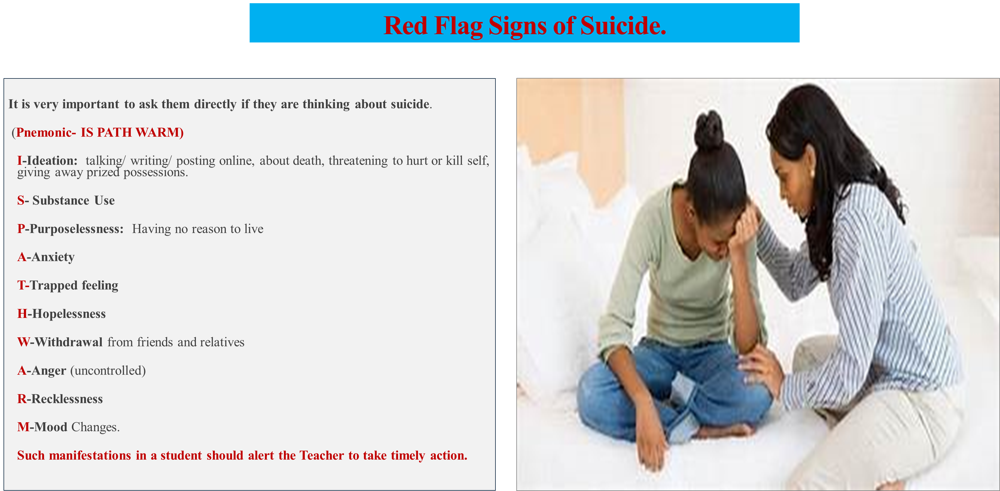 Red Flag Signs of Suicide.
It is very important to ask them directly if they are thinking about suicide.
(Pnemonic- IS PATH WARM)
I-Ideation: talking/ writing/ posting online, about death, threatening to hurt or kill self,
giving away prized possessions.
S- Substance Use
P-Purposelessness: Having no reason to live
A-Anxiety
T-Trapped feeling
H-Hopelessness
W-Withdrawal from friends and relatives
A-Anger (uncontrolled)
R-Recklessness
M-Mood Changes.
Such manifestations in a student should alert the Teacher to take timely action.